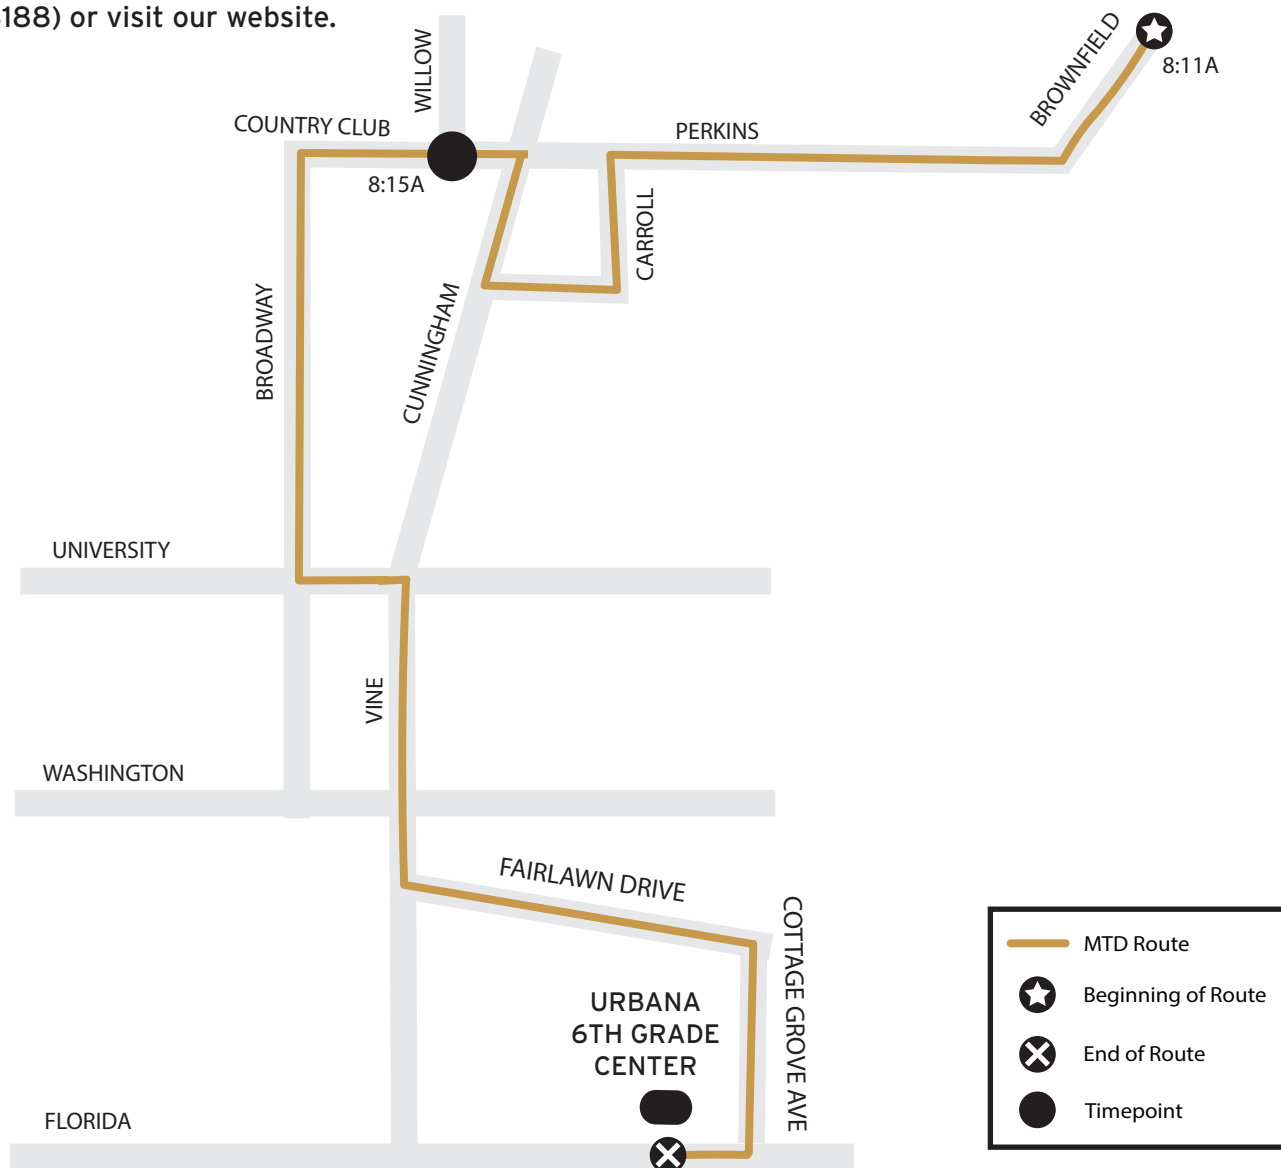 188) or visit our website.
WILLOW
BROWNFIELD
8:11A
COUNTRY CLUB
PERKINS
8:15A
CARROLL
BROADWAY
CUNNINGHAM
UNIVERSITY
VINE
WASHINGTON
FAIRLAWN DRIVE
COTTAGE GROVE AVE
URBANA
6TH GRADE
CENTER
FLORIDA
MTD Route
Beginning of Route
End of Route
Timepoint